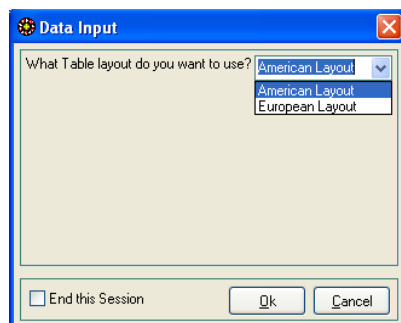 Data Input
What Table layout do you want to use? American Layout
American Layout
European Layout
End this Session Ok Cancel